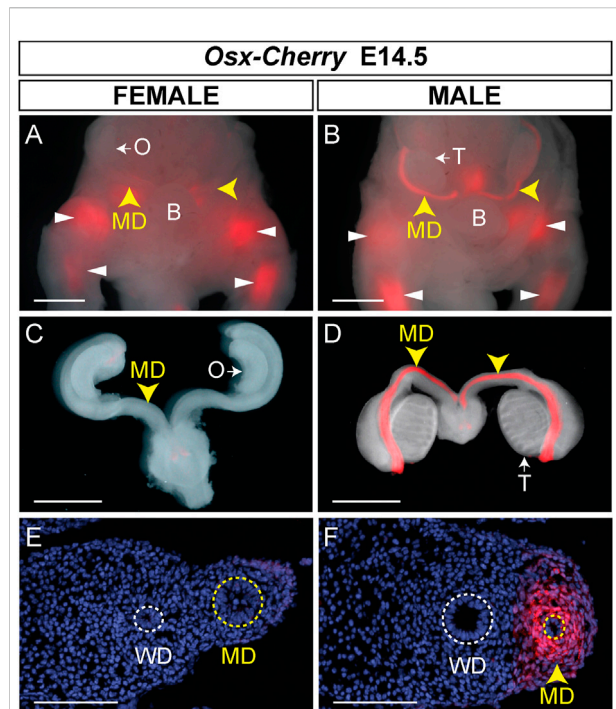 Osx-Cherry E14.5
FEMALE MALE
A O MD B
B T MD B
C MD O
D MD T
E WD MD
F WD MD